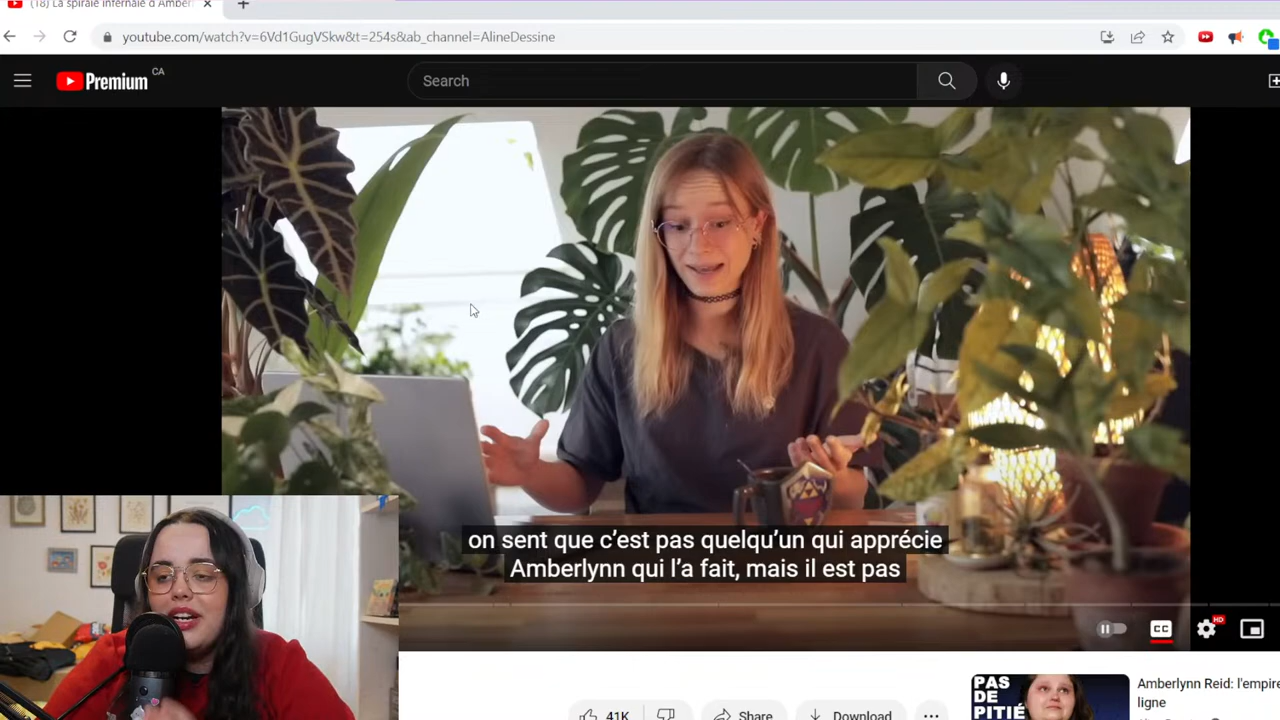 (18) La spirale infernale d'Amber
youtube.com/watch?v=6Vd1GugVSkw&t=254s&ab_channel=AlineDessine
Premium CA
Search
on sent que c'est pas quelqu'un qui apprécie
Amberlynn qui l'a fait, mais il est pas
CC
HD
41K
Share
Download
PAS
DE
PITIÉ
Amberlynn Reid: l'empire
ligne